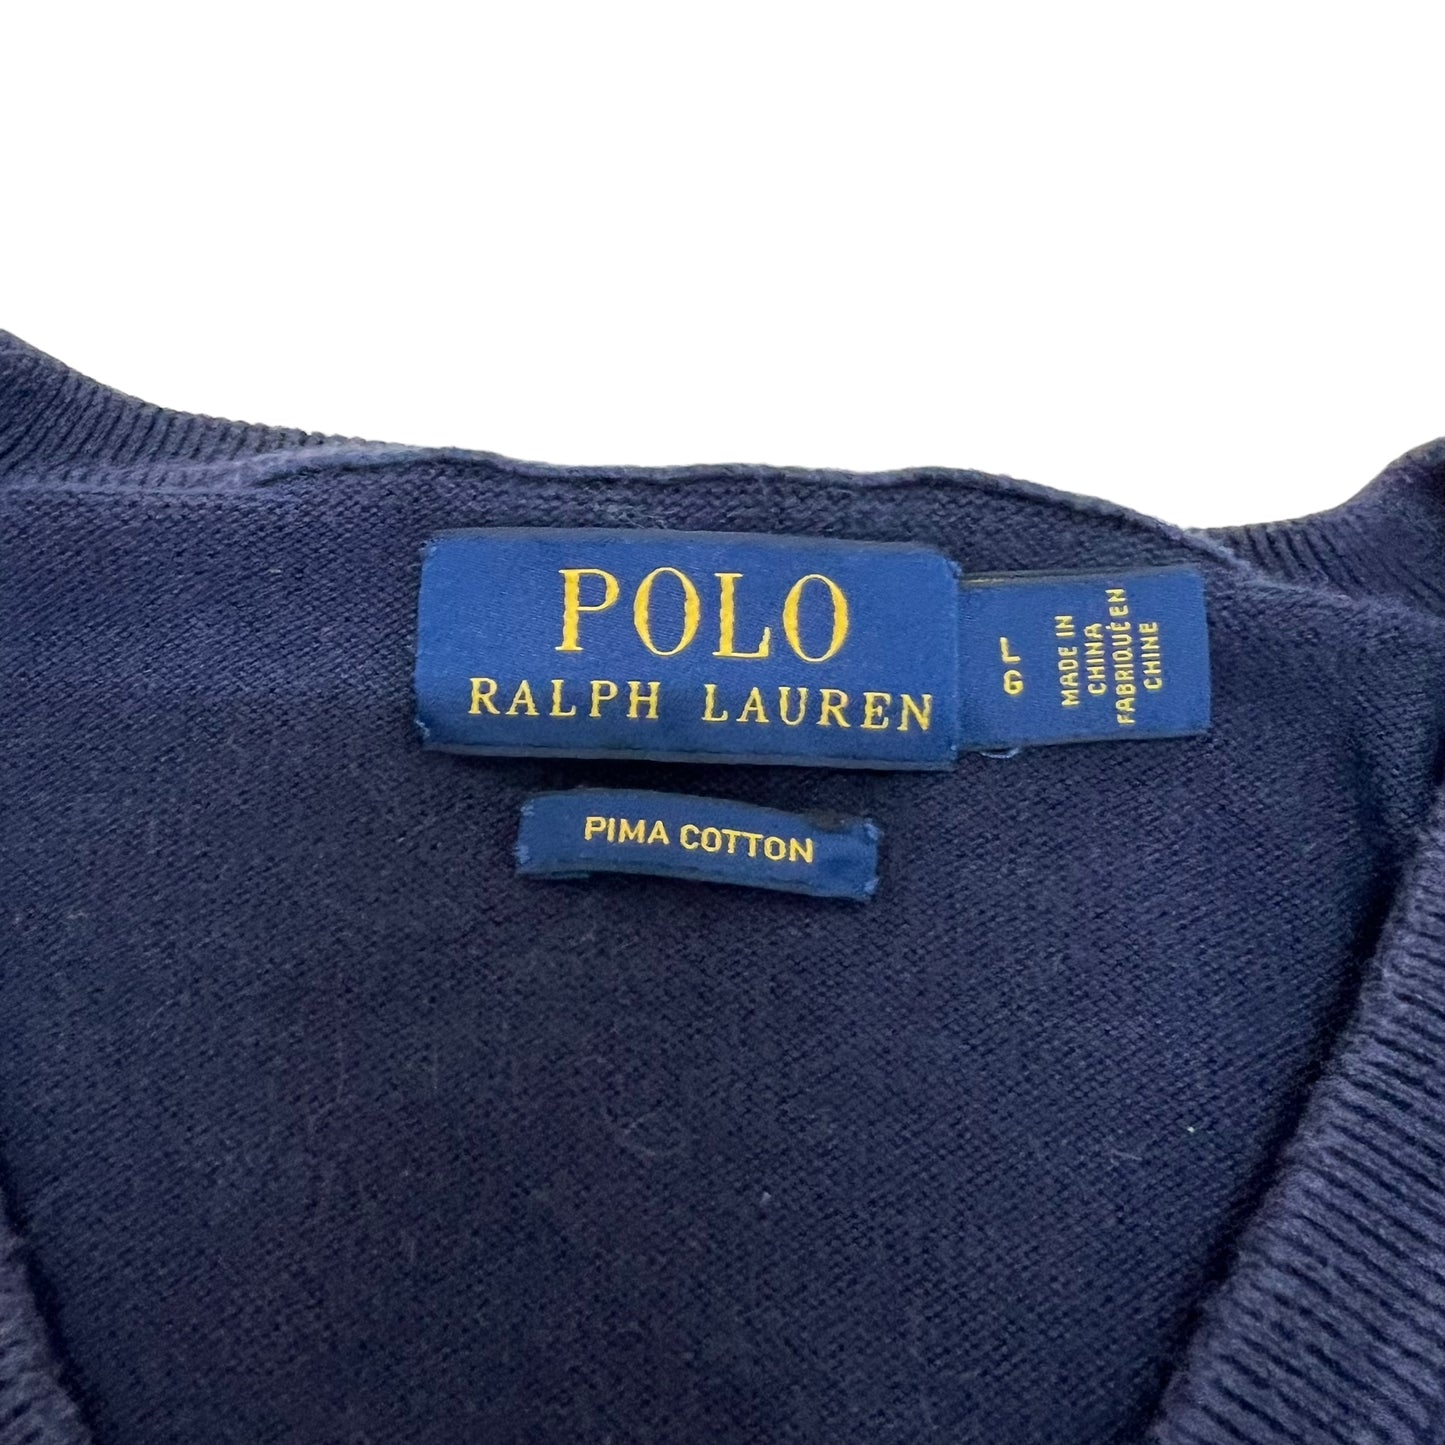 POLO
RALPH LAUREN
L
G
MADE IN
CHINA
FABRIQUÉ EN
CHINE
PIMA COTTON